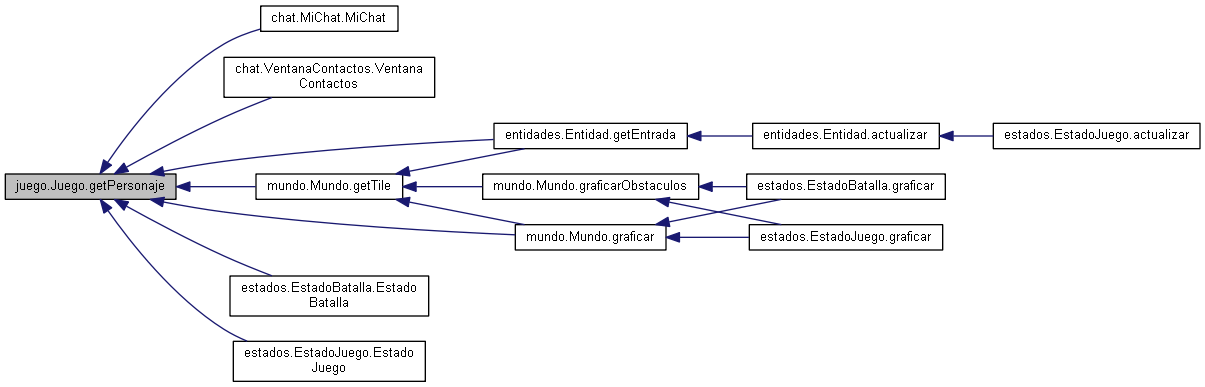 chat.MiChat.MiChat
chat.VentanaContactos.Ventana
Contactos
entidades.Entidad.getEntrada
entidades.Entidad.actualizar
estados.EstadoJuego.actualizar
juego.Juego.getPersonaje
mundo.Mundo.getTile
mundo.Mundo.graficarObstaculos
estados.EstadoBatalla.graficar
mundo.Mundo.graficar
estados.EstadoJuego.graficar
estados.EstadoBatalla.Estado
Batalla
estados.EstadoJuego.Estado
Juego